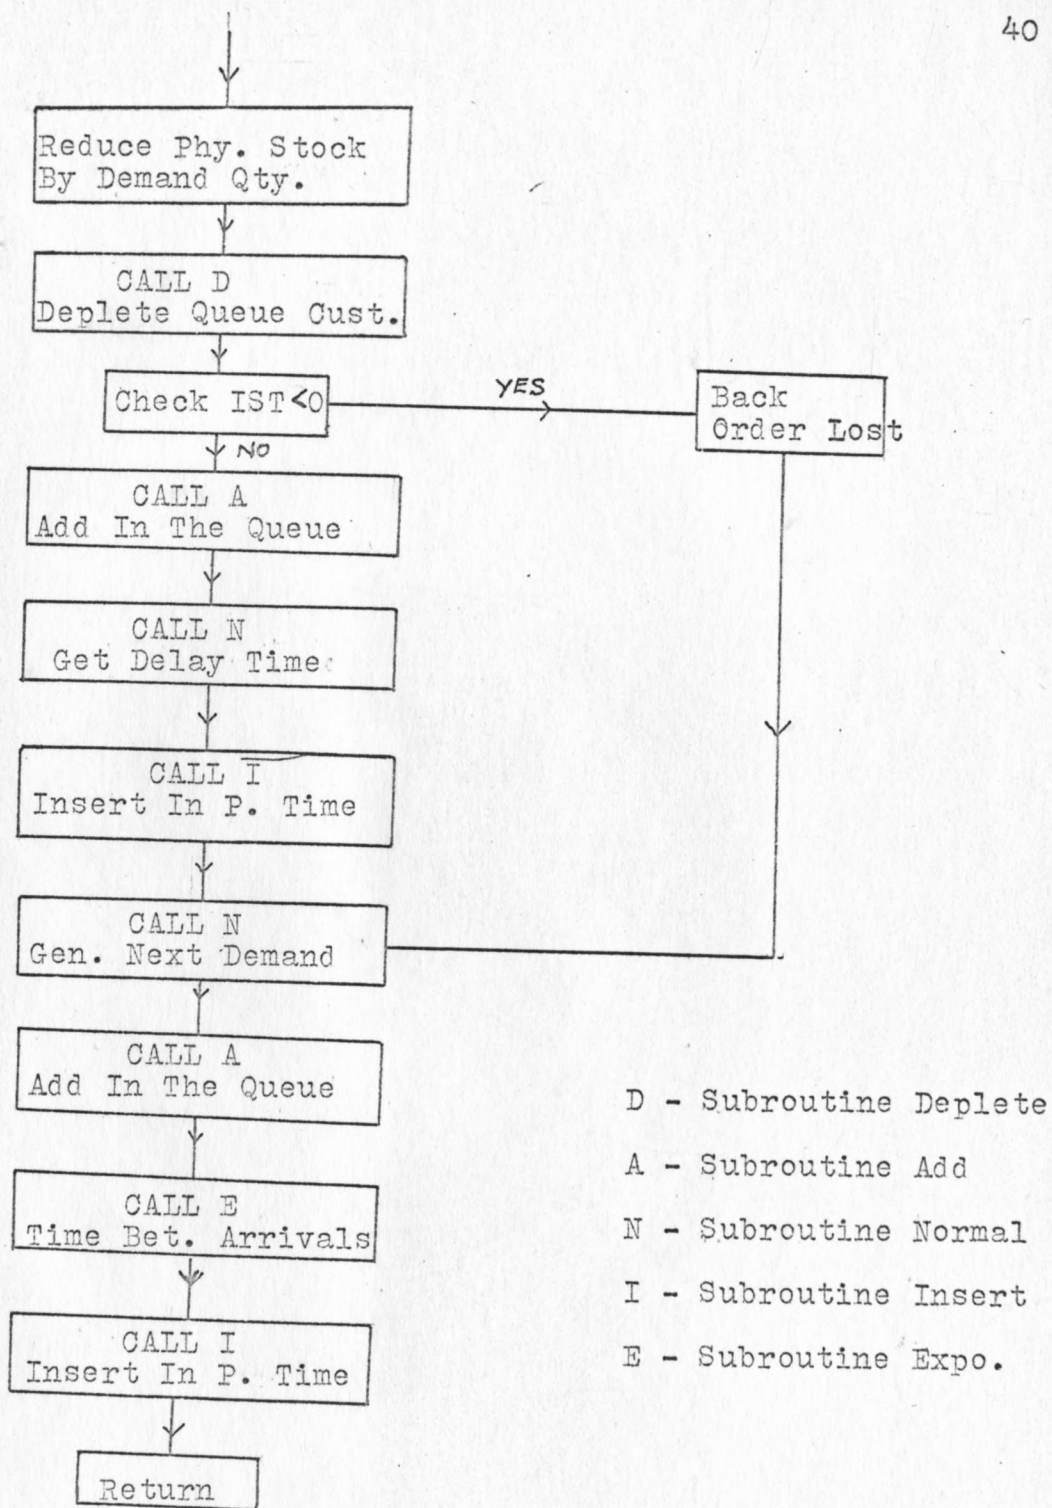 40
Reduce Phy. Stock
By Demand Qty.
CALL D
Deplete Queue Cust.
Check IST<0
YES
Back
Order Lost
NO
CALL A
Add In The Queue
CALL N
Get Delay Time
CALL I
Insert In P. Time
CALL N
Gen. Next Demand
CALL A
Add In The Queue
CALL E
Time Bet. Arrivals
CALL I
Insert In P. Time
Return
D - Subroutine Deplete
A - Subroutine Add
N - Subroutine Normal
I - Subroutine Insert
E - Subroutine Expo.